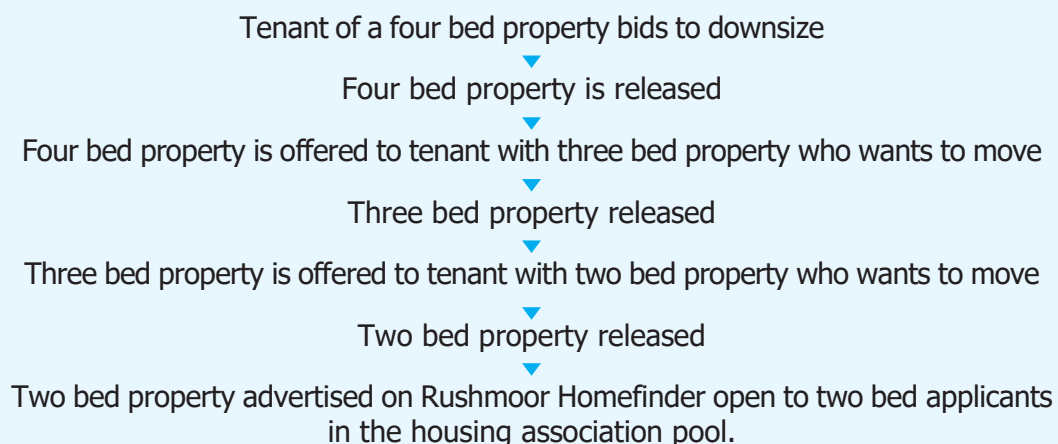 Tenant of a four bed property bids to downsize
Four bed property is released
Four bed property is offered to tenant with three bed property who wants to move
Three bed property released
Three bed property is offered to tenant with two bed property who wants to move
Two bed property released
Two bed property advertised on Rushmoor Homefinder open to two bed applicants
in the housing association pool.